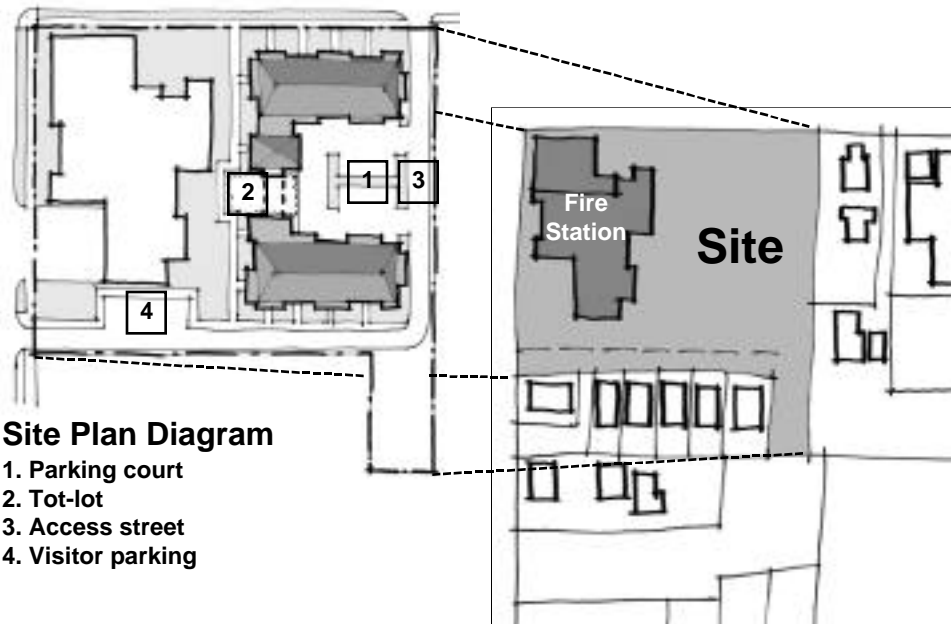 1
3
2
4
Fire
Station
Site
Site Plan Diagram
1. Parking court
2. Tot-lot
3. Access street
4. Visitor parking